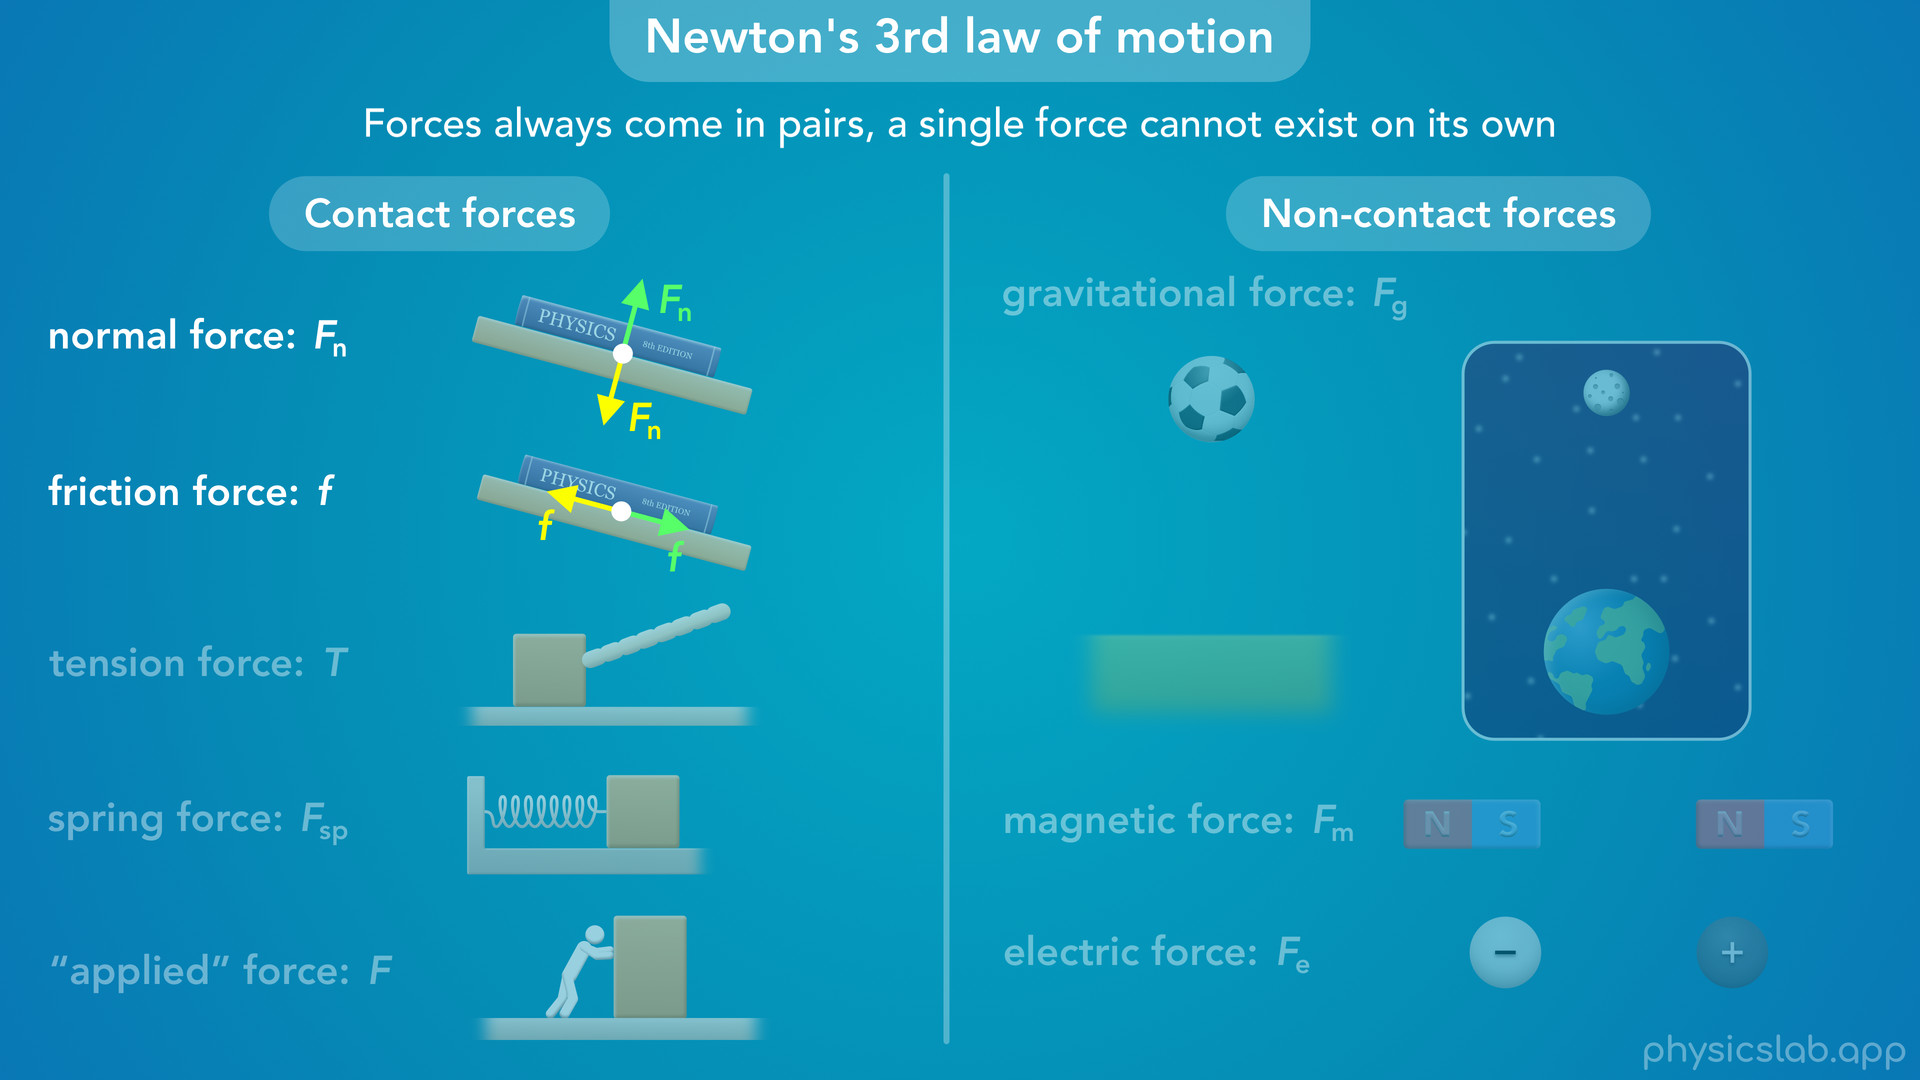 Newton's 3rd law of motion
Forces always come in pairs, a single force cannot exist on its own
Contact forces
normal force: Fn
PHYSICS 8th EDITION
Fn
Fn
friction force: f
PHYSICS 8th EDITION
f
f
tension force: T
spring force: Fsp
“applied” force: F
Non-contact forces
gravitational force: Fg
magnetic force: Fm
N S
N S
electric force: Fe
−
+
physicslab.app